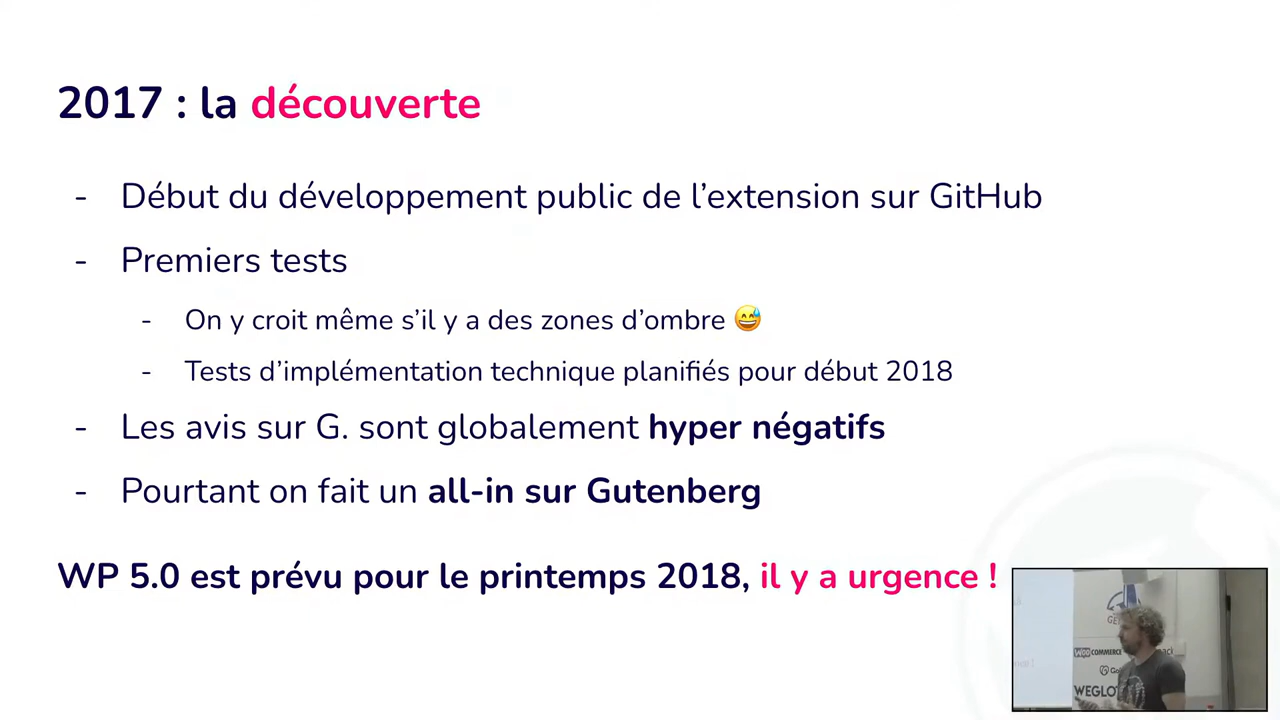 2017 : la découverte
- Début du développement public de l’extension sur GitHub
- Premiers tests
- On y croit même s’il y a des zones d’ombre 😅
- Tests d’implémentation technique planifiés pour début 2018
- Les avis sur G. sont globalement hyper négatifs
- Pourtant on fait un all-in sur Gutenberg
WP 5.0 est prévu pour le printemps 2018, il y a urgence !
WOOCOMMERCE
WEGLO